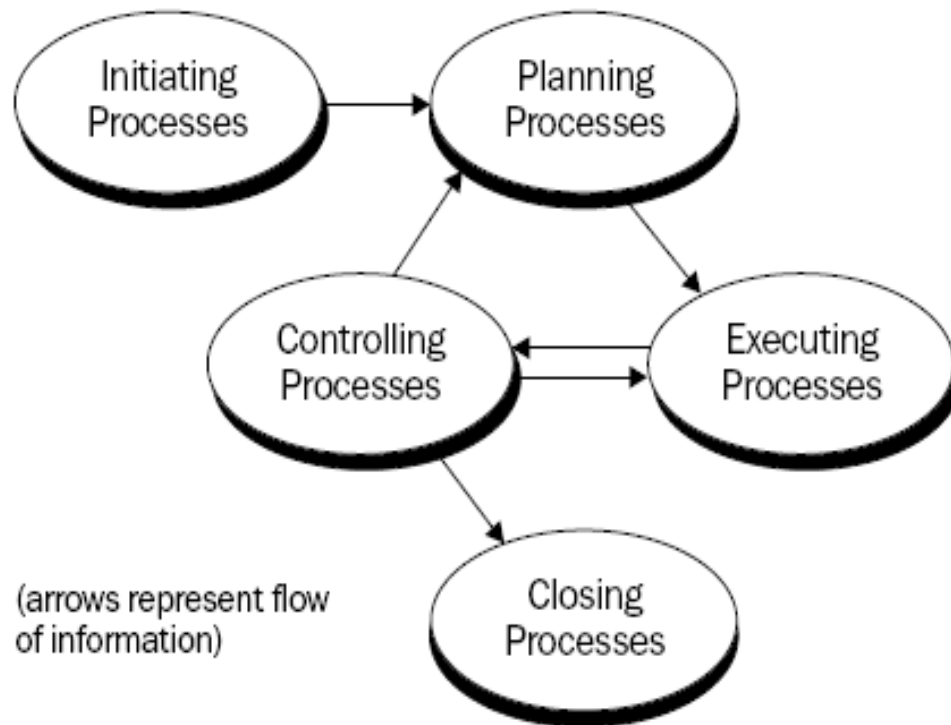 Initiating
Processes
Planning
Processes
Controlling
Processes
Executing
Processes
Closing
Processes
(arrows represent flow
of information)